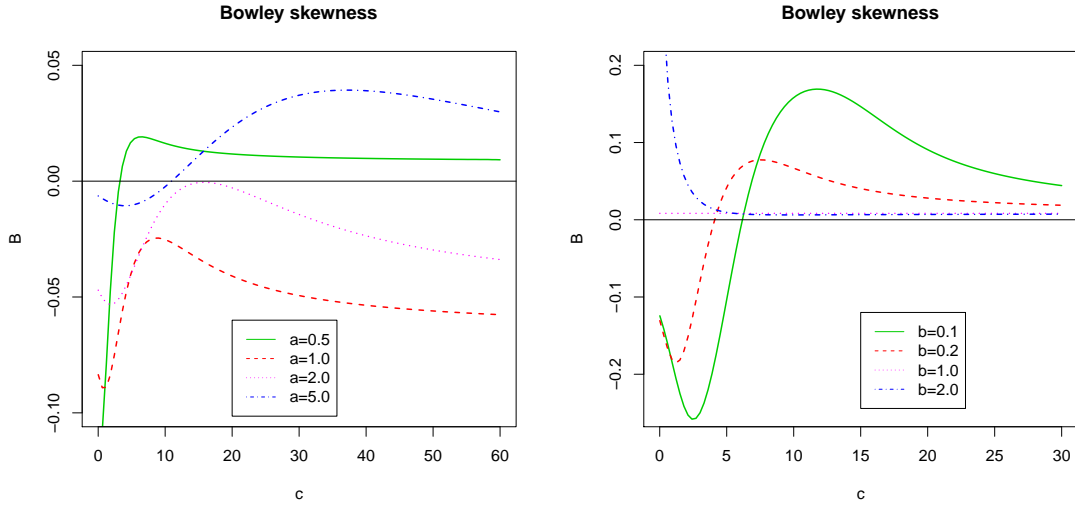 Bowley skewness
B
0.05
0.00
−0.05
−0.10
a=0.5
a=1.0
a=2.0
a=5.0
0 10 20 30 40 50 60
c
Bowley skewness
B
0.2
0.1
0.0
−0.1
−0.2
b=0.1
b=0.2
b=1.0
b=2.0
0 5 10 15 20 25 30
c